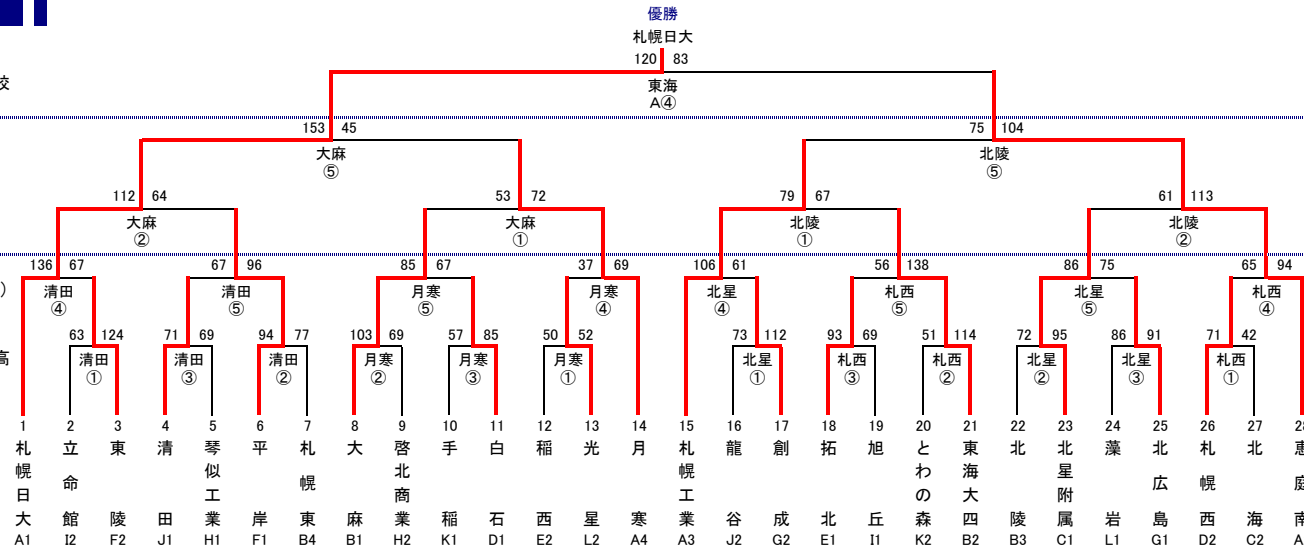 優勝
札幌日大
120 83
校
東海
A④
153 45
75 104
大麻
⑤
北陵
⑤
112 64
53 72
79 67
61 113
大麻
②
大麻
①
北陵
①
北陵
②
136 67
67 96
85 67
37 69
106 61
56 138
86 75
65 94
）
清田
④
清田
⑤
月寒
⑤
月寒
④
北星
④
札西
⑤
北星
⑤
札西
④
63 124
71 69
94 77
103 69
57 85
50 52
73 112
93 69
51 114
72 95
86 91
71 42
高
清田
①
清田
③
清田
②
月寒
②
月寒
③
月寒
①
北星
①
札西
③
札西
②
北星
②
北星
③
札西
①
1 札幌日大 A1
2 立命館 I2
3 東陵 F2
4 清田 J1
5 琴似工業 H1
6 平岸 F1
7 札幌東 B4
8 大麻 B1
9 啓北商業 H2
10 手稲 K1
11 白石 D1
12 稲西 E2
13 光星 L2
14 月寒 A4
15 札幌工業 A3
16 龍谷 J2
17 創成 G2
18 拓北 E1
19 旭丘 I1
20 とわの森 K2
21 東海大四 B2
22 北陵 B3
23 北星附属 C1
24 藻岩 L1
25 北広島 G1
26 札幌西 D2
27 北海 C2
28 恵庭南 A